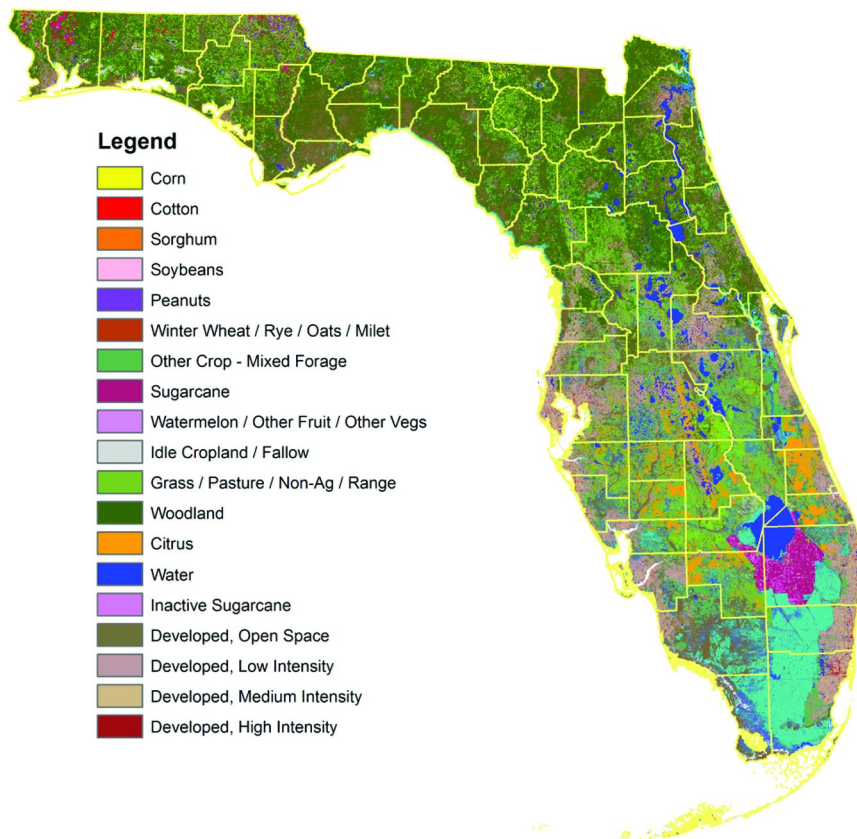 Legend
Corn
Cotton
Sorghum
Soybeans
Peanuts
Winter Wheat / Rye / Oats / Milet
Other Crop - Mixed Forage
Sugarcane
Watermelon / Other Fruit / Other Vegs
Idle Cropland / Fallow
Grass / Pasture / Non-Ag / Range
Woodland
Citrus
Water
Inactive Sugarcane
Developed, Open Space
Developed, Low Intensity
Developed, Medium Intensity
Developed, High Intensity